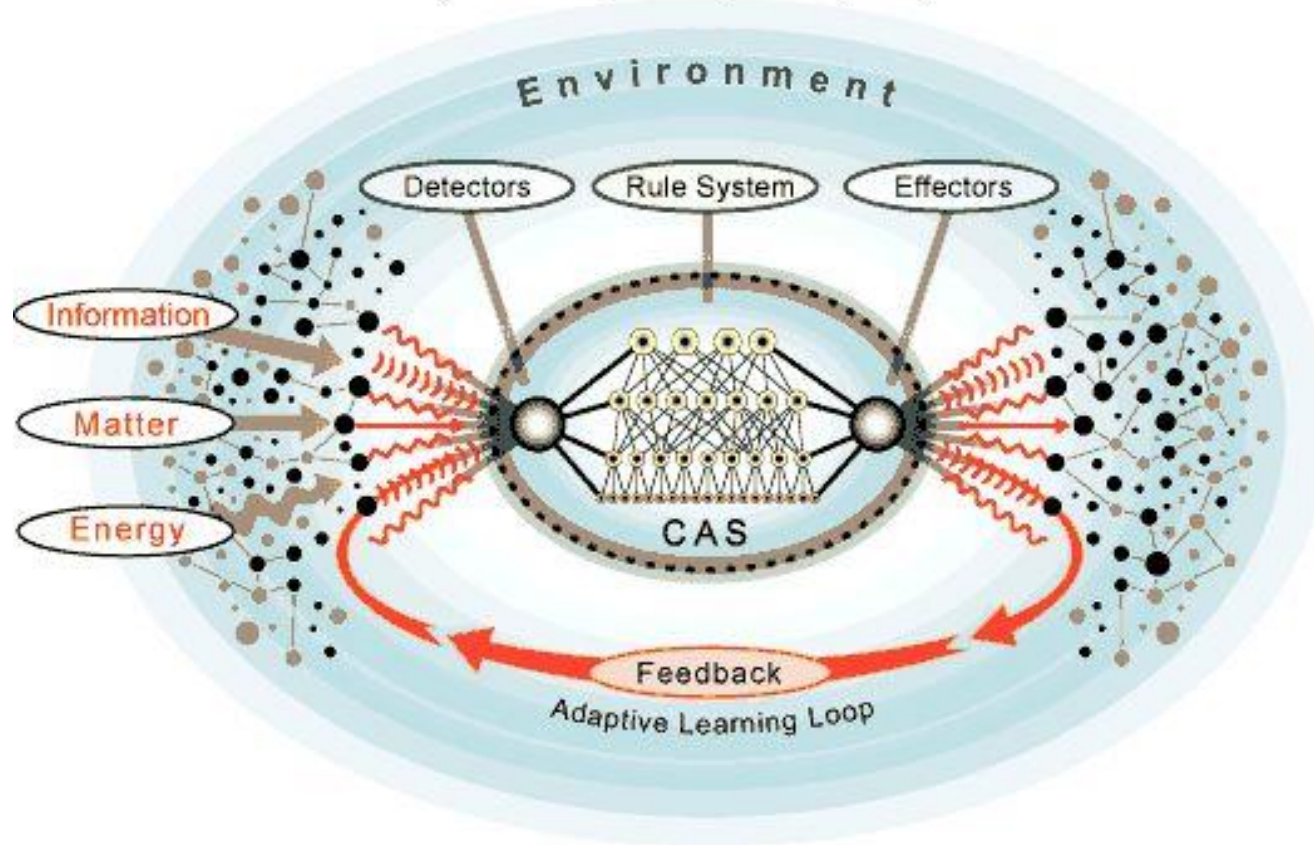 Environment
Detectors
Rule System
Effectors
Information
Matter
Energy
CAS
Feedback
Adaptive Learning Loop